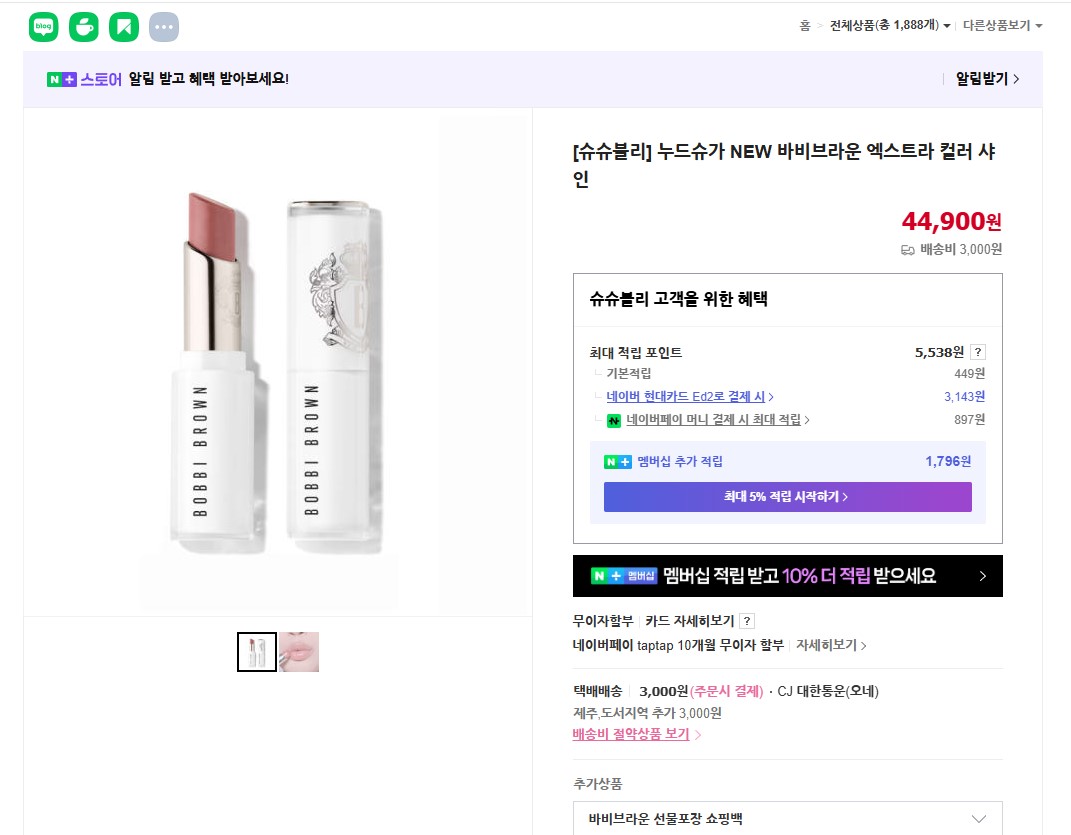 blog
홈 > 전체상품(총 1,888개) 다른상품보기
N+ 스토어 알림 받고 혜택 받아보세요!
알림받기 >
BOBBI BROWN
BOBBI BROWN
[슈슈블리] 누드슈가 NEW 바비브라운 엑스트라 컬러 샤
인
44,900원
배송비 3,000원
슈슈블리 고객을 위한 혜택
최대 적립 포인트 5,538원 ?
기본적립 449원
네이버 현대카드 Ed2로 결제 시 > 3,143원
N 네이버페이 머니 결제 시 최대 적립 > 897원
N+ 멤버십 추가 적립 1,796원
최대 5% 적립 시작하기 >
N+ 멤버십 멤버십 적립 받고 10% 더 적립 받으세요 >
무이자할부 카드 자세히보기 ?
네이버페이 taptap 10개월 무이자 할부 자세히보기 >
택배배송 3,000원(주문시 결제) · CJ 대한통운(오네)
제주,도서지역 추가 3,000원
배송비 절약상품 보기 >
추가상품
바비브라운 선물포장 쇼핑백